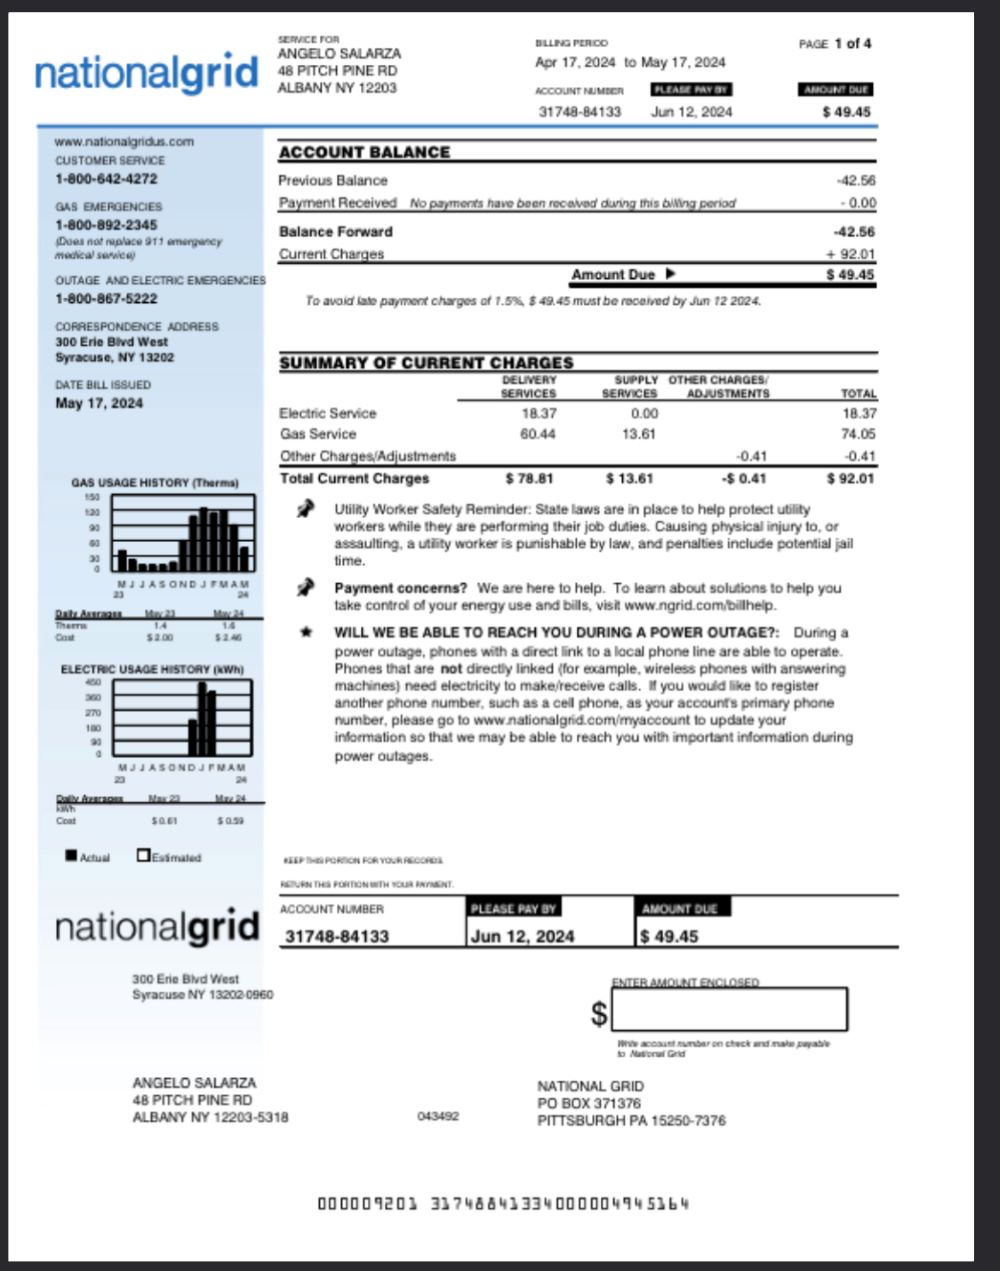 nationalgrid
SERVICE FOR
ANGELO SALARZA
48 PITCH PINE RD
ALBANY NY 12203
BILLING PERIOD
Apr 17, 2024 to May 17, 2024
PAGE 1 of 4
ACCOUNT NUMBER PLEASE PAY BY AMOUNT DUE
31748-84133 Jun 12, 2024 $ 49.45
www.nationalgridus.com
CUSTOMER SERVICE
1-800-642-4272
GAS EMERGENCIES
1-800-892-2345
(Does not replace 911 emergency
medical service)
OUTAGE AND ELECTRIC EMERGENCIES
1-800-867-5222
CORRESPONDENCE ADDRESS
300 Erie Blvd West
Syracuse, NY 13202
DATE BILL ISSUED
May 17, 2024
GAS USAGE HISTORY (Therms)
150
120
90
60
30
0
M J J A S O N D J F M A M
23 24
Daily Averages May 23 May 24
Therms 1.4 1.6
Cost $ 2.00 $ 2.46
ELECTRIC USAGE HISTORY (kWh)
450
360
270
180
90
0
M J J A S O N D J F M A M
23 24
Daily Averages May 23 May 24
kWh
Cost $ 0.61 $ 0.59
Actual Estimated
ACCOUNT BALANCE
Previous Balance -42.56
Payment Received No payments have been received during this billing period - 0.00
Balance Forward -42.56
Current Charges + 92.01
Amount Due ▶ $ 49.45
To avoid late payment charges of 1.5%, $ 49.45 must be received by Jun 12 2024.
SUMMARY OF CURRENT CHARGES
DELIVERY SUPPLY OTHER CHARGES/
SERVICES SERVICES ADJUSTMENTS TOTAL
Electric Service 18.37 0.00 18.37
Gas Service 60.44 13.61 74.05
Other Charges/Adjustments -0.41 -0.41
Total Current Charges $ 78.81 $ 13.61 -$ 0.41 $ 92.01
Utility Worker Safety Reminder: State laws are in place to help protect utility
workers while they are performing their job duties. Causing physical injury to, or
assaulting, a utility worker is punishable by law, and penalties include potential jail
time.
Payment concerns? We are here to help. To learn about solutions to help you
take control of your energy use and bills, visit www.ngrid.com/billhelp.
★ WILL WE BE ABLE TO REACH YOU DURING A POWER OUTAGE?: During a
power outage, phones with a direct link to a local phone line are able to operate.
Phones that are not directly linked (for example, wireless phones with answering
machines) need electricity to make/receive calls. If you would like to register
another phone number, such as a cell phone, as your account's primary phone
number, please go to www.nationalgrid.com/myaccount to update your
information so that we may be able to reach you with important information during
power outages.
KEEP THIS PORTION FOR YOUR RECORDS.
RETURN THIS PORTION WITH YOUR PAYMENT.
nationalgrid
ACCOUNT NUMBER PLEASE PAY BY AMOUNT DUE
31748-84133 Jun 12, 2024 $ 49.45
300 Erie Blvd West
Syracuse NY 13202-0960
ENTER AMOUNT ENCLOSED
$
Write account number on check and make payable
to National Grid
ANGELO SALARZA
48 PITCH PINE RD
ALBANY NY 12203-5318
043492
NATIONAL GRID
PO BOX 371376
PITTSBURGH PA 15250-7376
000009201 31748841334000004945164